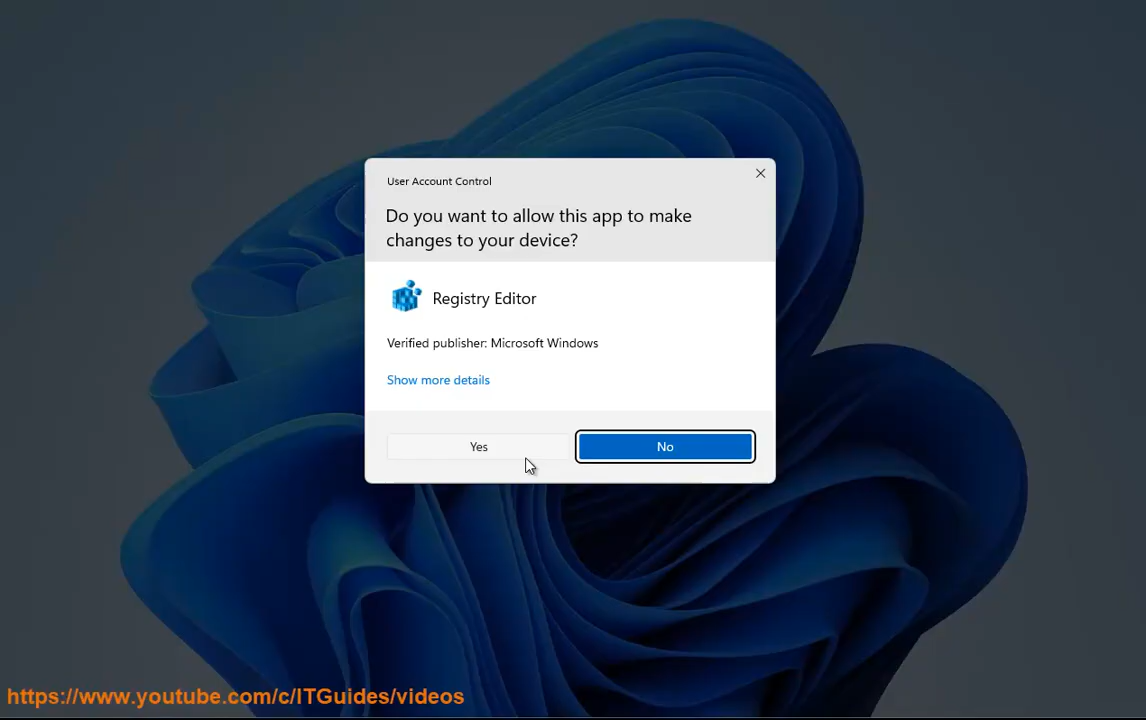 User Account Control
Do you want to allow this app to make
changes to your device?
Registry Editor
Verified publisher: Microsoft Windows
Show more details
Yes
No
https://www.youtube.com/c/ITGuides/videos